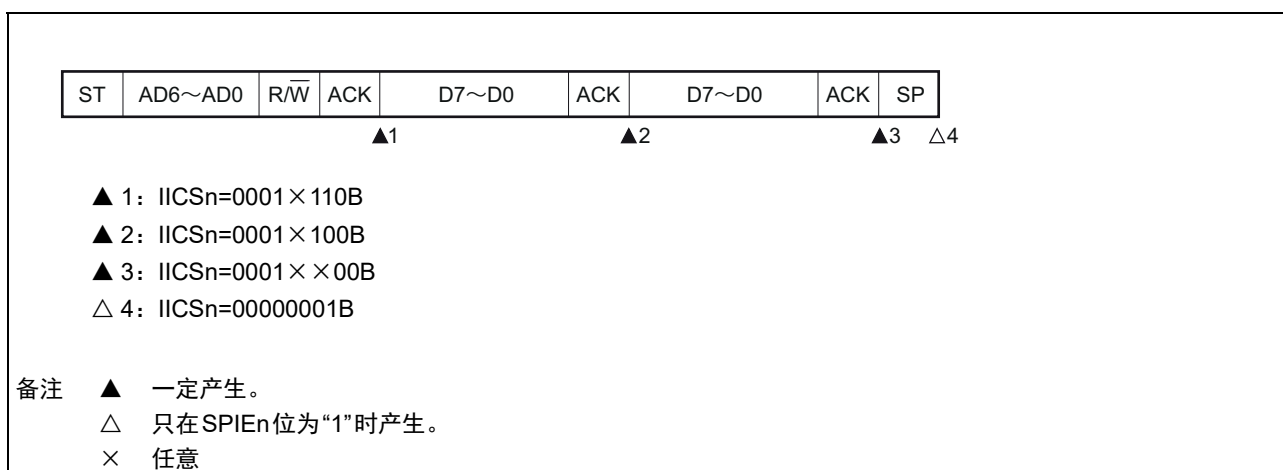 ST AD6～AD0 R/W̅ ACK D7～D0 ACK D7～D0 ACK SP
▲1 ▲2 ▲3 △4
▲ 1：IICSn=0001×110B
▲ 2：IICSn=0001×100B
▲ 3：IICSn=0001××00B
△ 4：IICSn=00000001B
备注 ▲ 一定产生。
△ 只在SPIEn位为“1”时产生。
× 任意